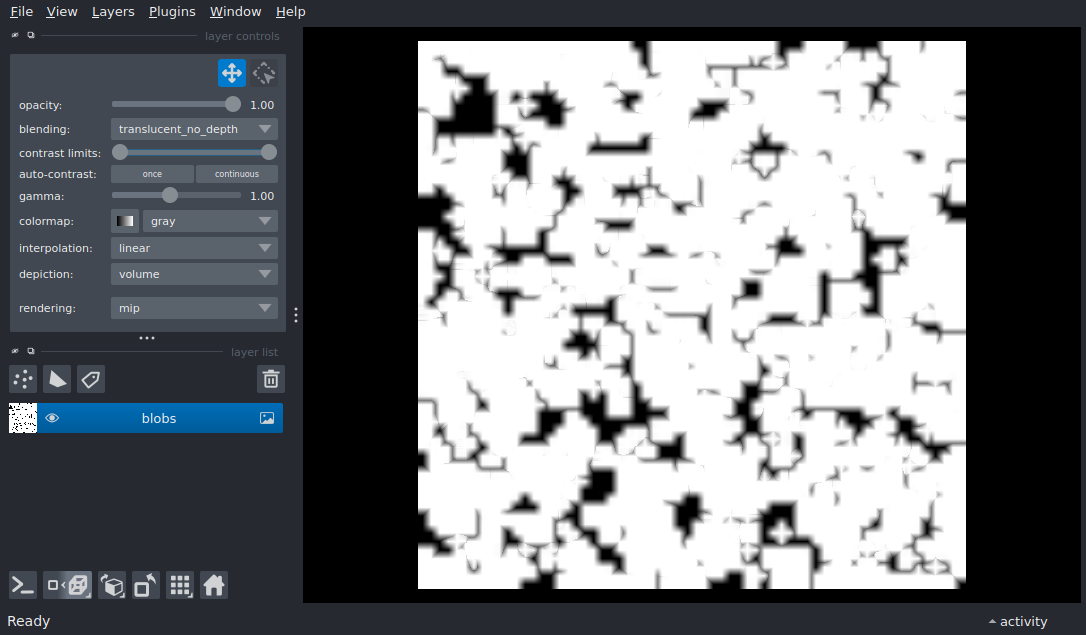 File View Layers Plugins Window Help
layer controls
opacity: 1.00
blending: translucent_no_depth
contrast limits:
auto-contrast: once continuous
gamma: 1.00
colormap: gray
interpolation: linear
depiction: volume
rendering: mip
layer list
blobs
Ready activity